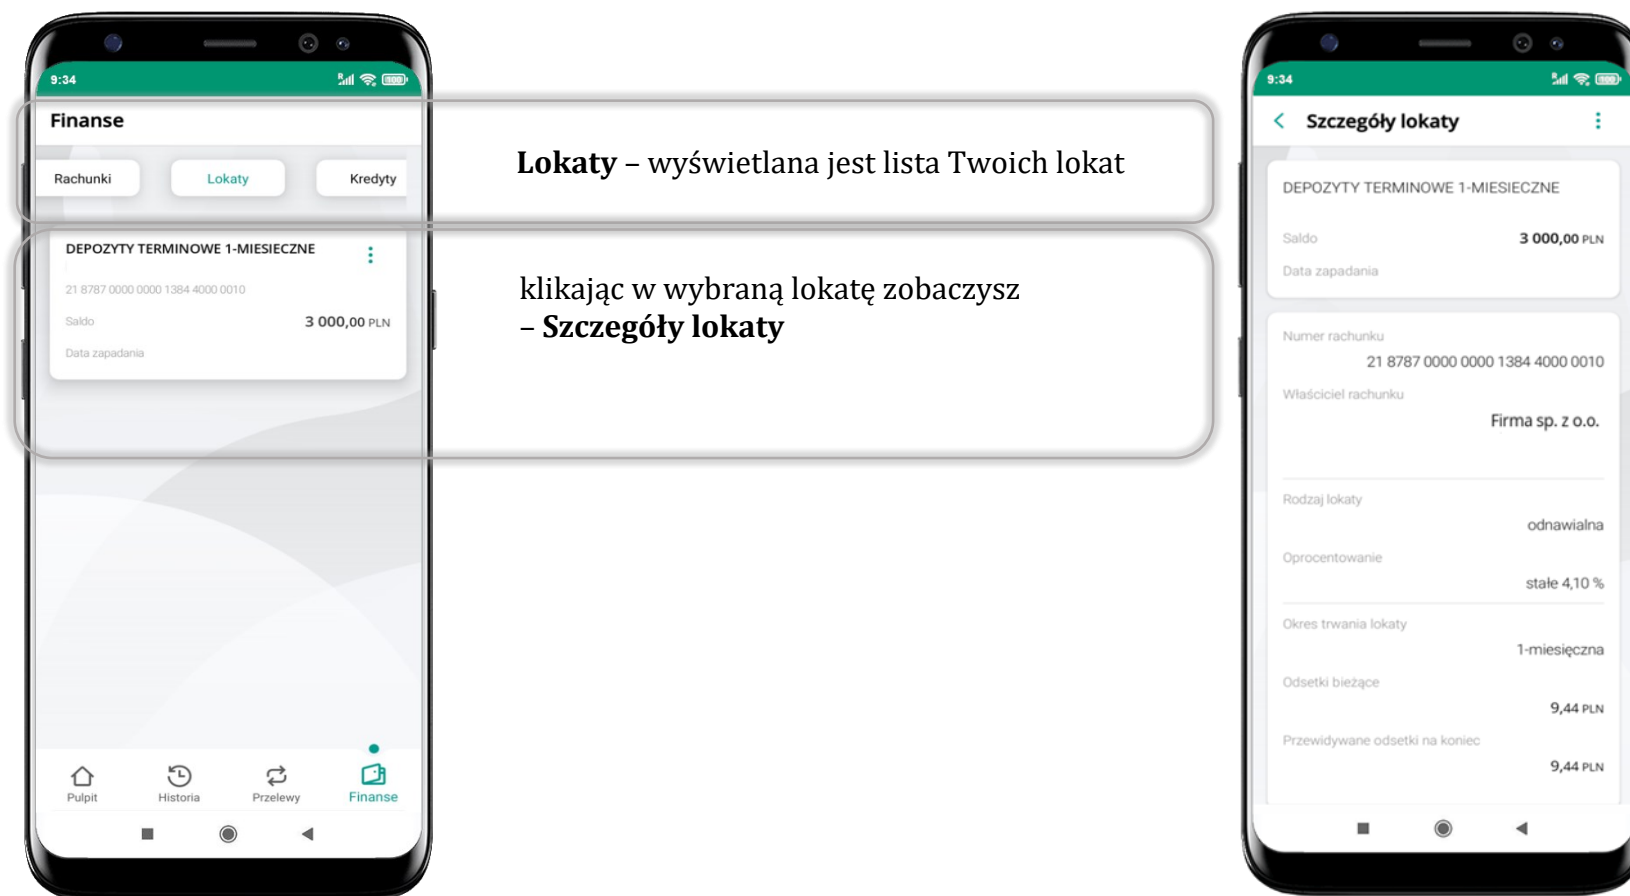 9:34
Finanse
Rachunki
Lokaty
Kredyty
DEPOZYTY TERMINOWE 1-MIESIECZNE
21 8787 0000 0000 1384 4000 0010
Saldo
3 000,00 PLN
Data zapadania
Pulpit
Historia
Przelewy
Finanse
Lokaty – wyświetlana jest lista Twoich lokat
klikając w wybraną lokatę zobaczysz
– Szczegóły lokaty
9:34
Szczegóły lokaty
DEPOZYTY TERMINOWE 1-MIESIECZNE
Saldo
3 000,00 PLN
Data zapadania
Numer rachunku
21 8787 0000 0000 1384 4000 0010
Właściciel rachunku
Firma sp. z o.o.
Rodzaj lokaty
odnawialna
Oprocentowanie
stałe 4,10 %
Okres trwania lokaty
1-miesięczna
Odsetki bieżące
9,44 PLN
Przewidywane odsetki na koniec
9,44 PLN